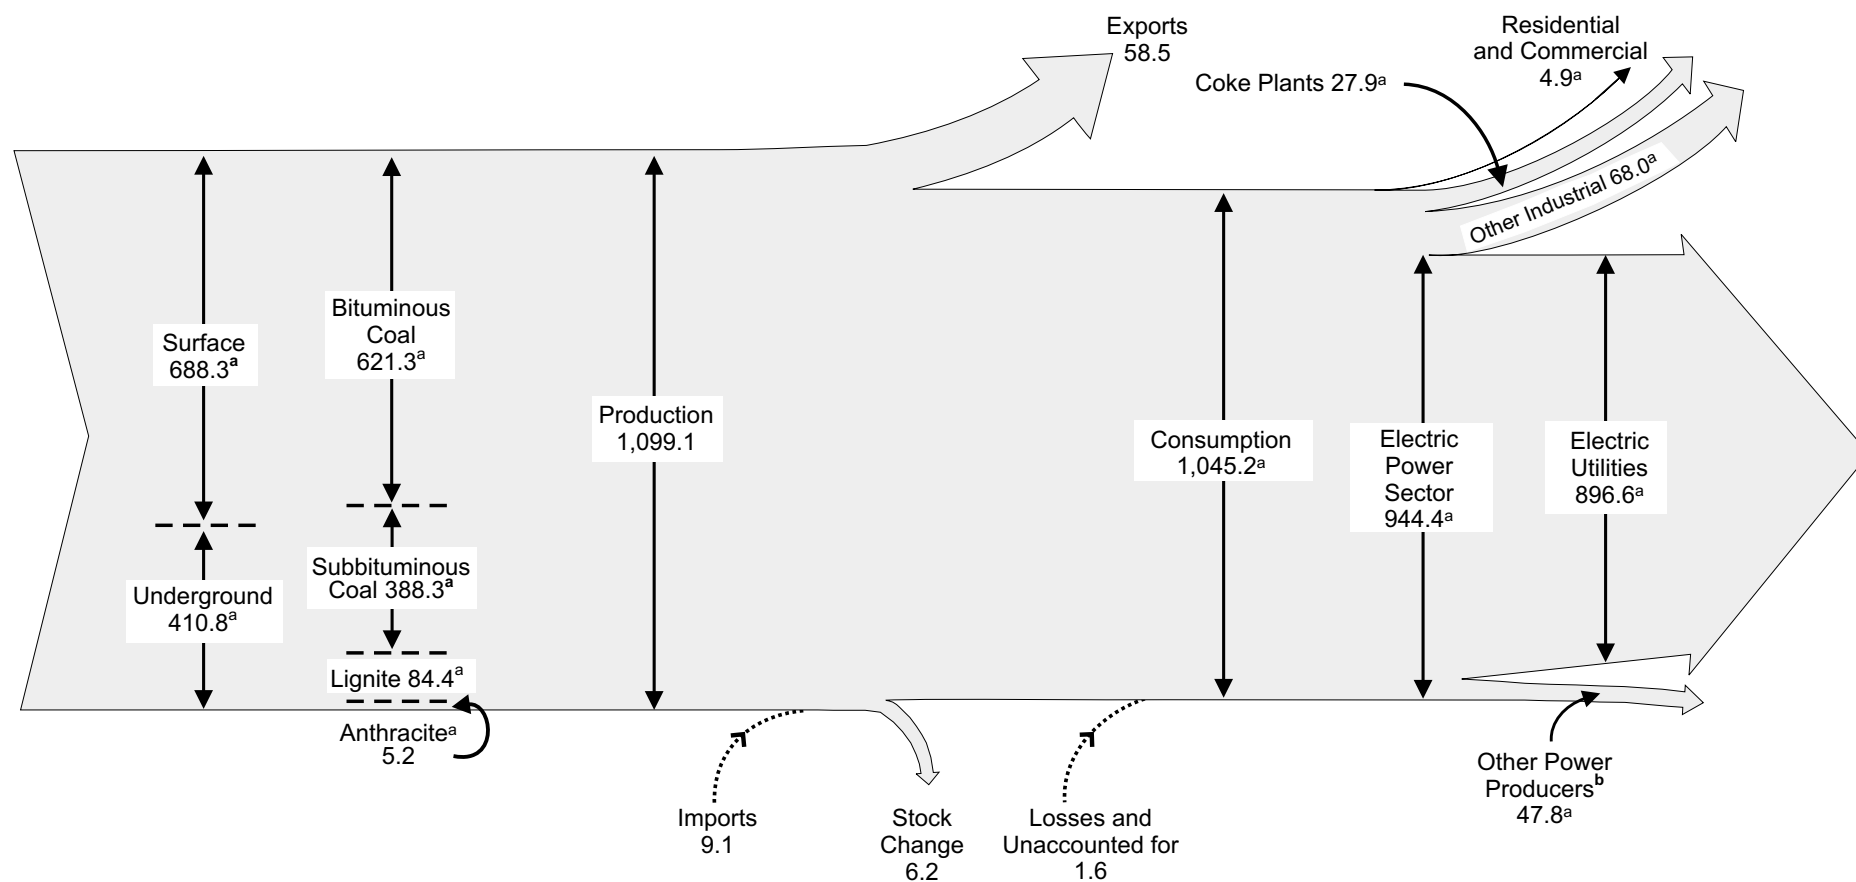 Exports
58.5
Residential
and Commercial
4.9ᵃ
Coke Plants 27.9ᵃ
Other Industrial 68.0ᵃ
Surface
688.3ᵃ
Underground
410.8ᵃ
Bituminous
Coal
621.3ᵃ
Subbituminous
Coal 388.3ᵃ
Lignite 84.4ᵃ
Anthraciteᵃ
5.2
Production
1,099.1
Imports
9.1
Stock
Change
6.2
Losses and
Unaccounted for
1.6
Consumption
1,045.2ᵃ
Electric
Power
Sector
944.4ᵃ
Electric
Utilities
896.6ᵃ
Other Power
Producersᵇ
47.8ᵃ